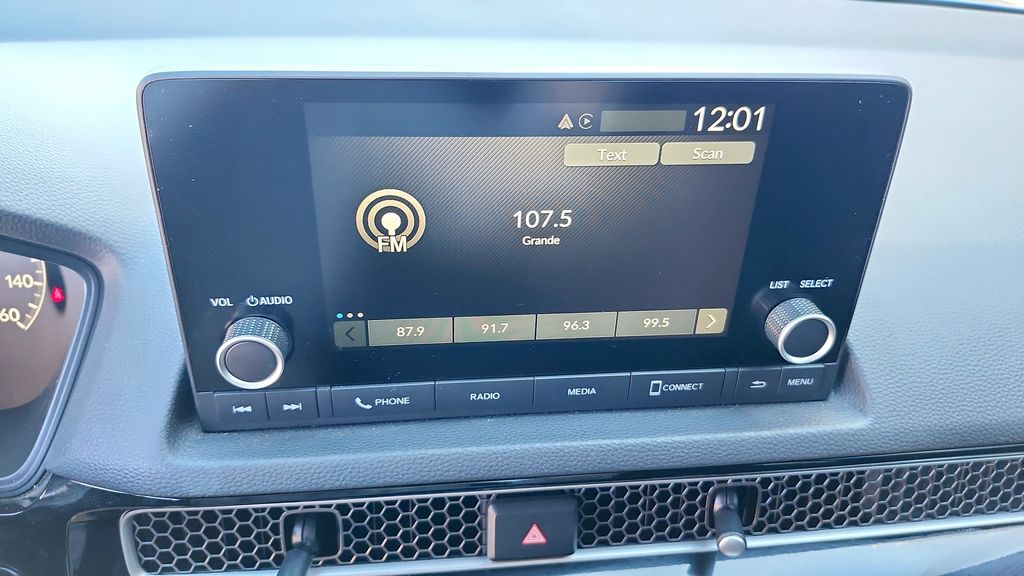 12:01
Text Scan
FM
107.5
Grande
LIST SELECT
VOL AUDIO
140
60
87.9 91.7 96.3 99.5
PHONE RADIO MEDIA CONNECT MENU